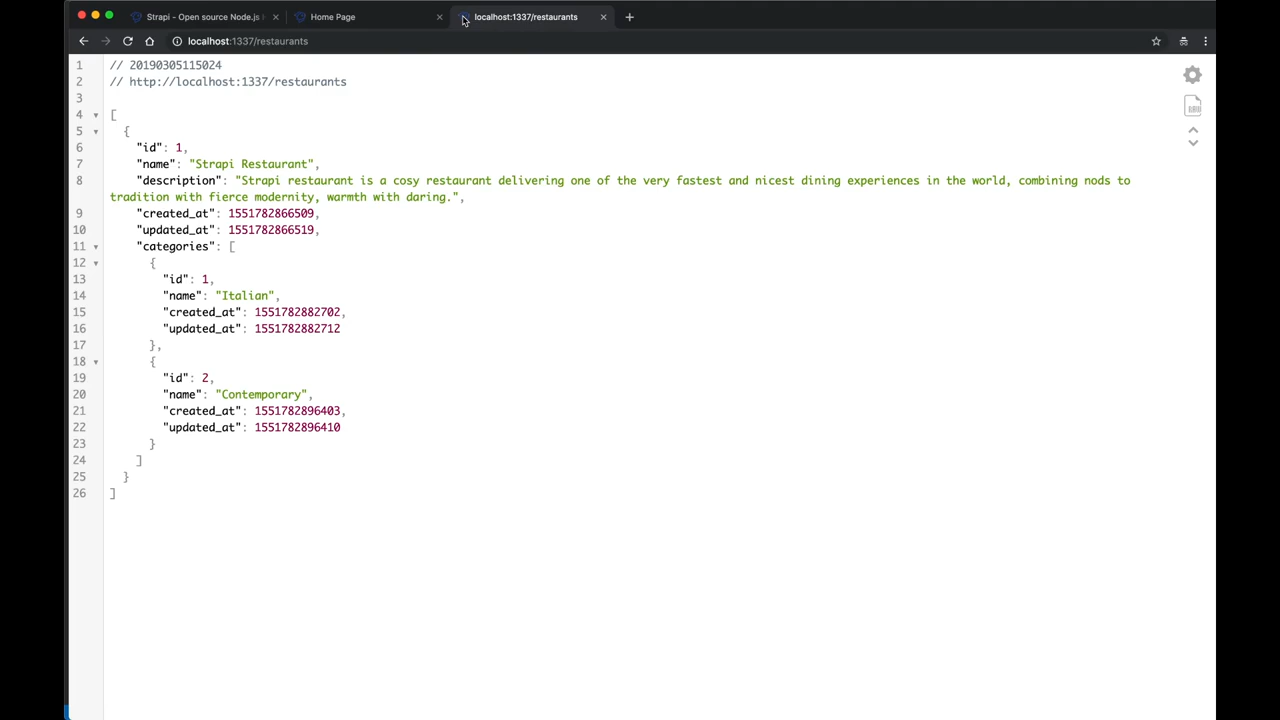 Strapi - Open source Node.js
Home Page
localhost:1337/restaurants
localhost:1337/restaurants
1 // 20190305115024
2 // http://localhost:1337/restaurants
3
4 [
5 {
6 "id": 1,
7 "name": "Strapi Restaurant",
8 "description": "Strapi restaurant is a cosy restaurant delivering one of the very fastest and nicest dining experiences in the world, combining nods to
tradition with fierce modernity, warmth with daring.",
9 "created_at": 1551782866509,
10 "updated_at": 1551782866519,
11 "categories": [
12 {
13 "id": 1,
14 "name": "Italian",
15 "created_at": 1551782882702,
16 "updated_at": 1551782882712
17 },
18 {
19 "id": 2,
20 "name": "Contemporary",
21 "created_at": 1551782896403,
22 "updated_at": 1551782896410
23 }
24 ]
25 }
26 ]